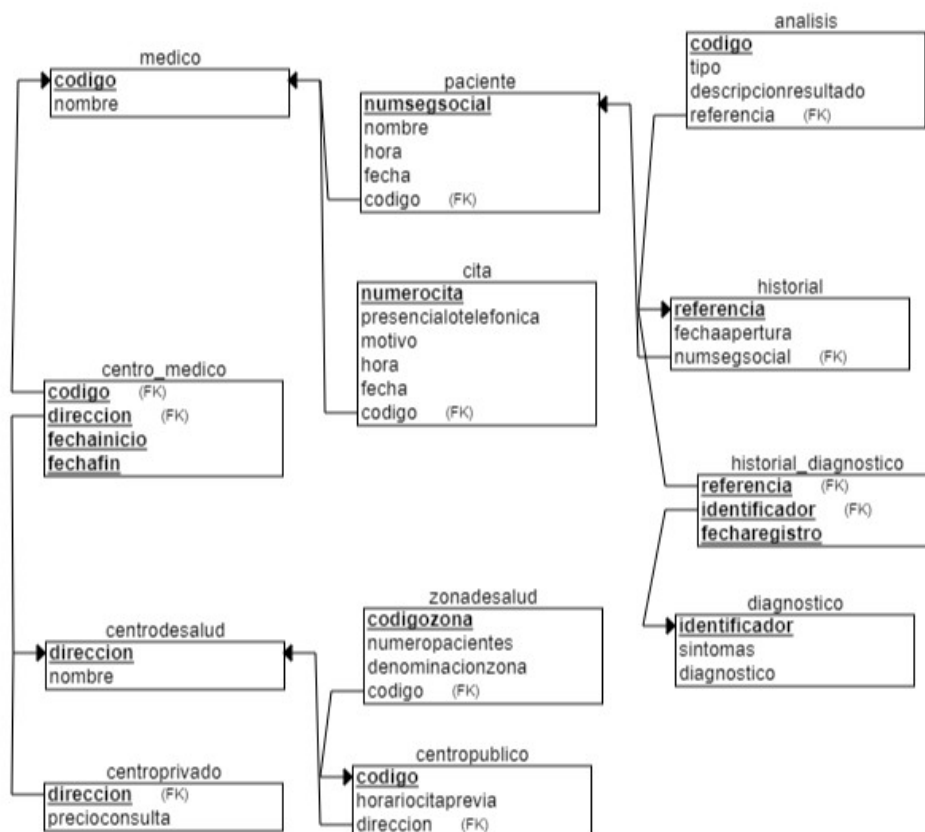 medico
codigo
nombre
paciente
numsegsocial
nombre
hora
fecha
codigo (FK)
analisis
codigo
tipo
descripcionresultado
referencia (FK)
cita
numerocita
presencialotelefonica
motivo
hora
fecha
codigo (FK)
historial
referencia
fechaapertura
numsegsocial (FK)
centro_medico
codigo (FK)
direccion (FK)
fechainicio
fechafin
historial_diagnostico
referencia (FK)
identificador (FK)
fecharegistro
zonadesalud
codigozona
numeropacientes
denominacionzona
codigo (FK)
centrodesalud
direccion
nombre
diagnostico
identificador
sintomas
diagnostico
centroprivado
direccion (FK)
precioconsulta
centropublico
codigo
horariocitaprevia
direccion (FK)